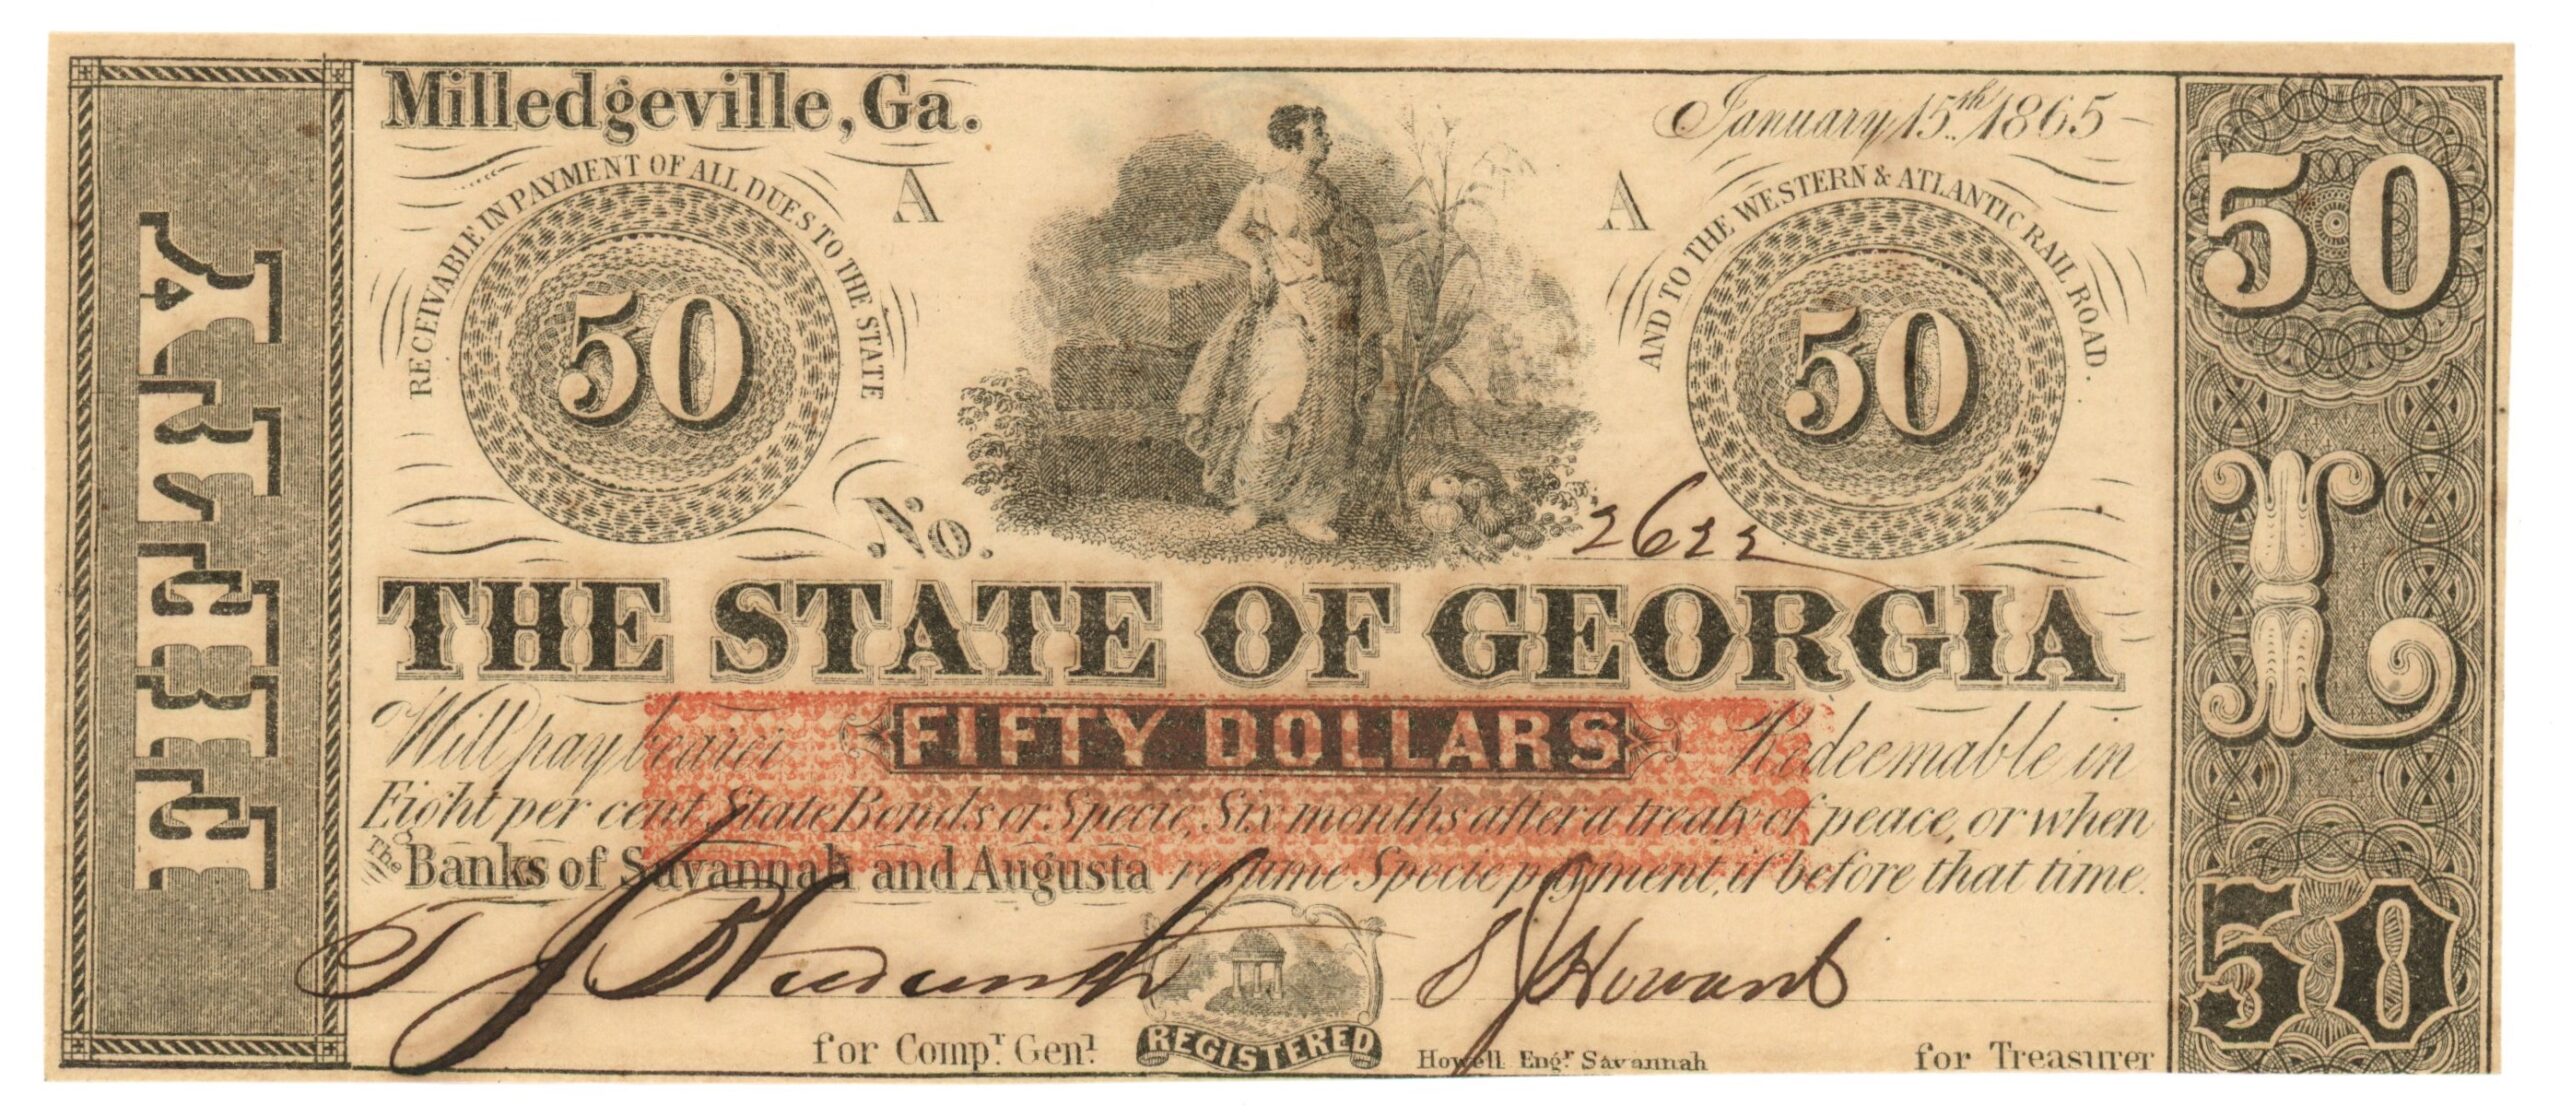 Milledgeville, Ga.
January 15th 1865
RECEIVABLE IN PAYMENT OF ALL DUES TO THE STATE
A
A
AND TO THE WESTERN & ATLANTIC RAIL ROAD.
FIFTY
50
50
50
No.
2622
L
THE STATE OF GEORGIA
Will pay bearer FIFTY DOLLARS Redeemable in
Eight per cent State Bonds or Specie, Six months after a treaty of peace, or when
The Banks of Savannah and Augusta resume Specie payment, if before that time.
50
J Howard
for Compr Genl
REGISTERED
Howell Engr Savannah
for Treasurer